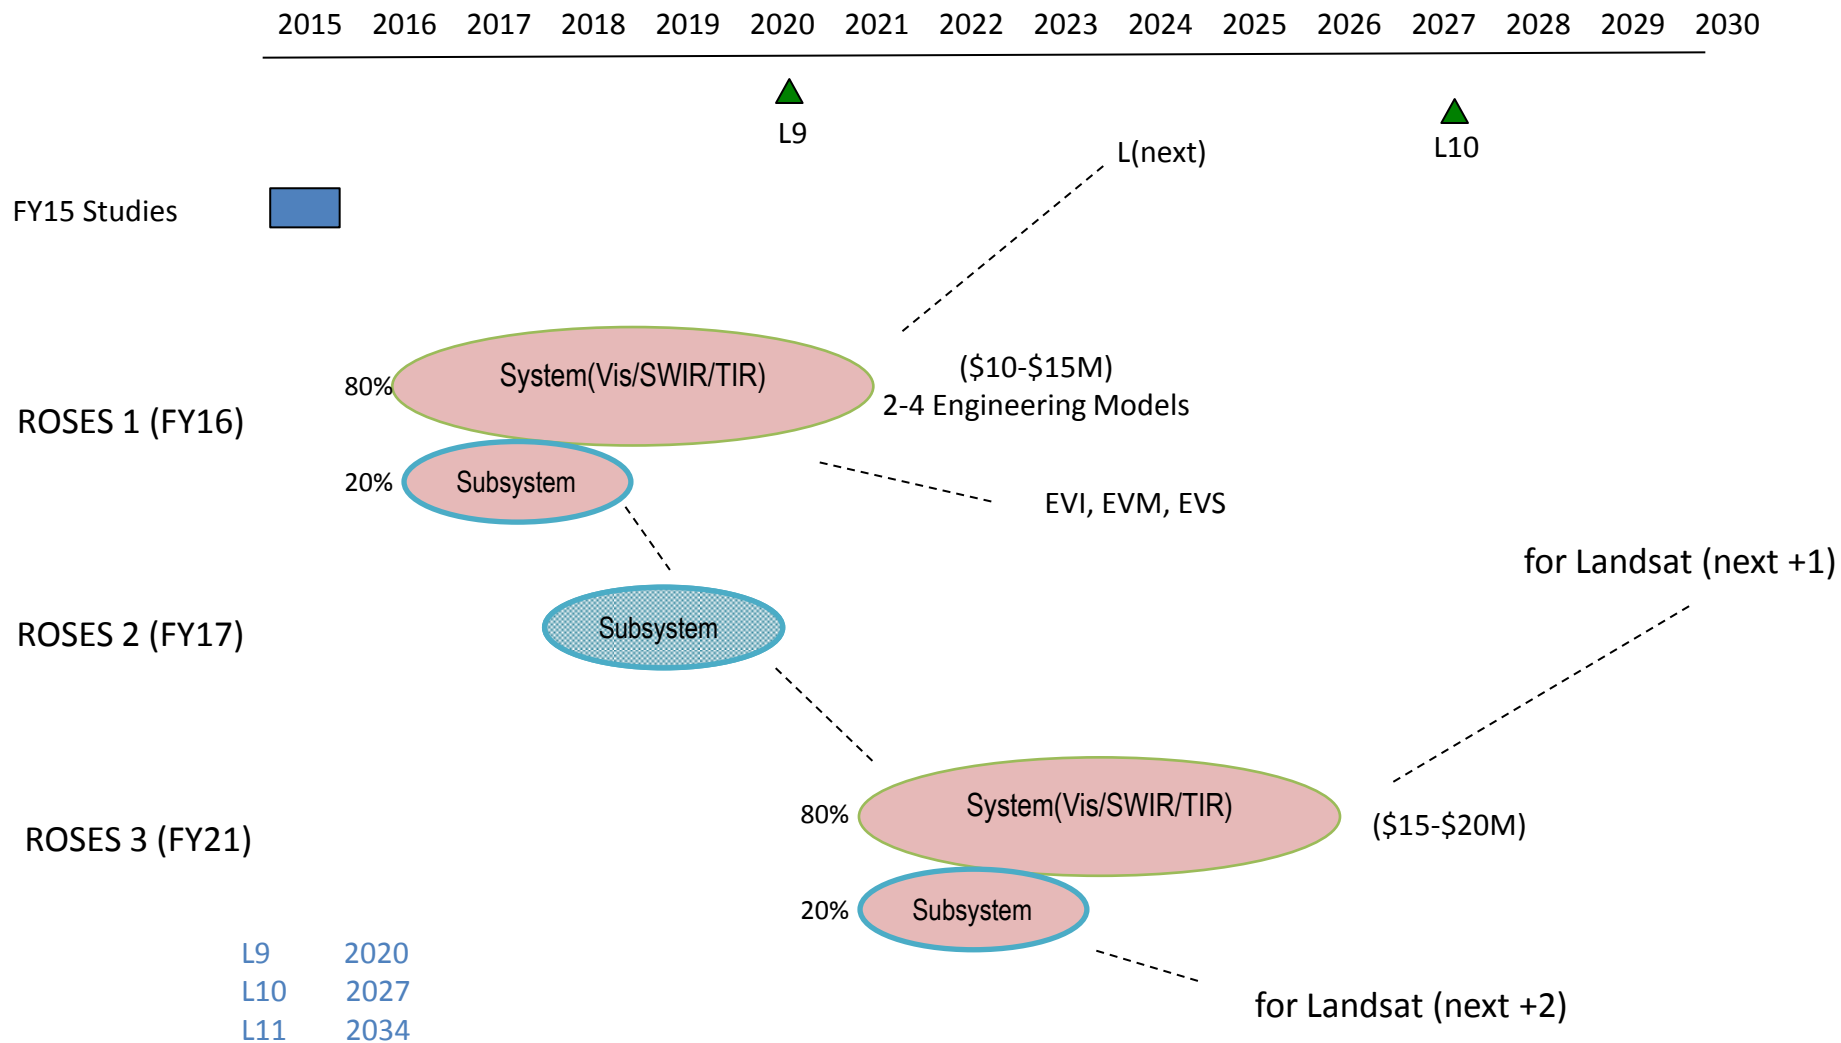 2015 2016 2017 2018 2019 2020 2021 2022 2023 2024 2025 2026 2027 2028 2029 2030
L9
L10
L(next)
FY15 Studies
System(Vis/SWIR/TIR)
80%
($10-$15M)
2-4 Engineering Models
ROSES 1 (FY16)
20%
Subsystem
EVI, EVM, EVS
for Landsat (next +1)
ROSES 2 (FY17)
Subsystem
80%
System(Vis/SWIR/TIR)
($15-$20M)
ROSES 3 (FY21)
20%
Subsystem
L9 2020
L10 2027
L11 2034
for Landsat (next +2)